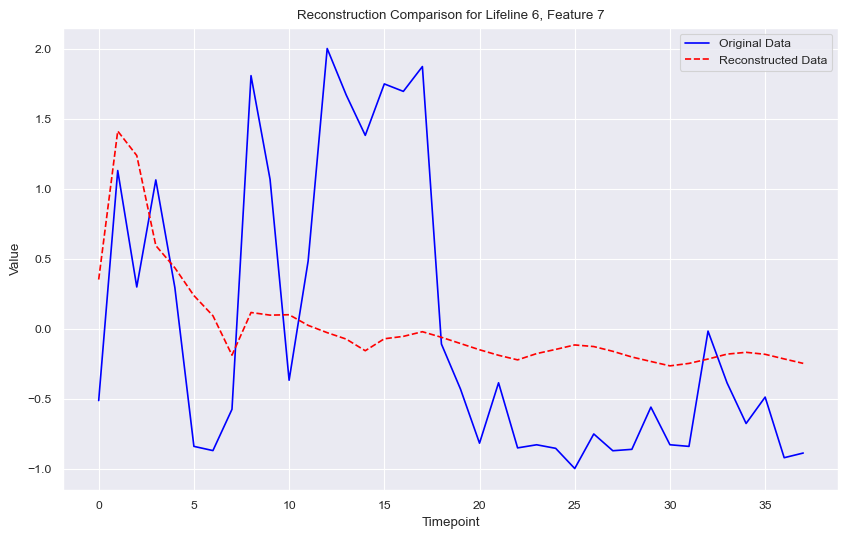 Reconstruction Comparison for Lifeline 6, Feature 7
Original Data
Reconstructed Data
Value
2.0
1.5
1.0
0.5
0.0
−0.5
−1.0
0 5 10 15 20 25 30 35
Timepoint